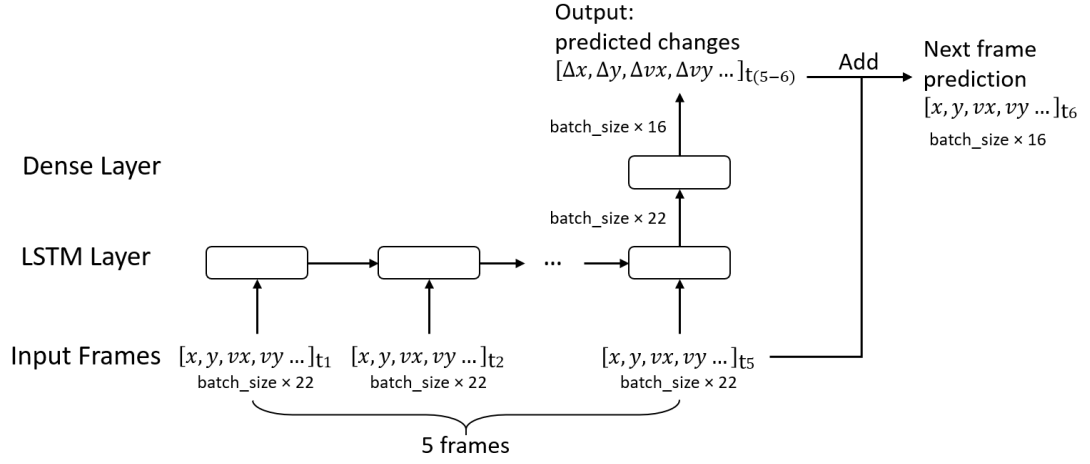 Output:
predicted changes
[Δx, Δy, Δvx, Δvy ...]t(5−6)
Add
Next frame
prediction
[x, y, vx, vy ...]t6
batch_size × 16
batch_size × 16
Dense Layer
batch_size × 22
LSTM Layer
...
Input Frames
[x, y, vx, vy ...]t1
[x, y, vx, vy ...]t2
[x, y, vx, vy ...]t5
batch_size × 22
batch_size × 22
batch_size × 22
5 frames